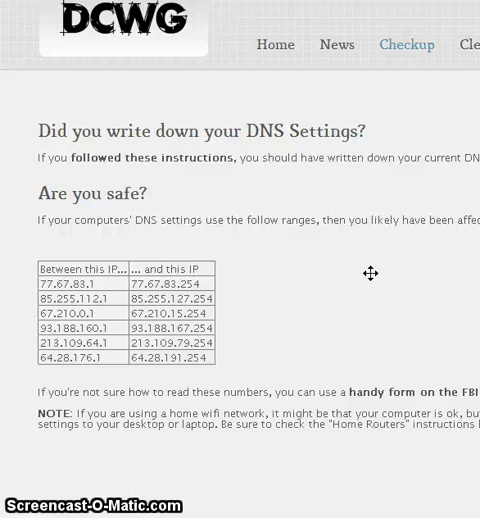 DCWG
Home News Checkup Cle
Did you write down your DNS Settings?
If you followed these instructions, you should have written down your current DN
Are you safe?
If your computers' DNS settings use the follow ranges, then you likely have been affec
Between this IP... ... and this IP
77.67.83.1 77.67.83.254
85.255.112.1 85.255.127.254
67.210.0.1 67.210.15.254
93.188.160.1 93.188.167.254
213.109.64.1 213.109.79.254
64.28.176.1 64.28.191.254
If you're not sure how to read these numbers, you can use a handy form on the FBI
NOTE: If you are using a home wifi network, it might be that your computer is ok, bu
settings to your desktop or laptop. Be sure to check the "Home Routers" instructions
Screencast-O-Matic.com